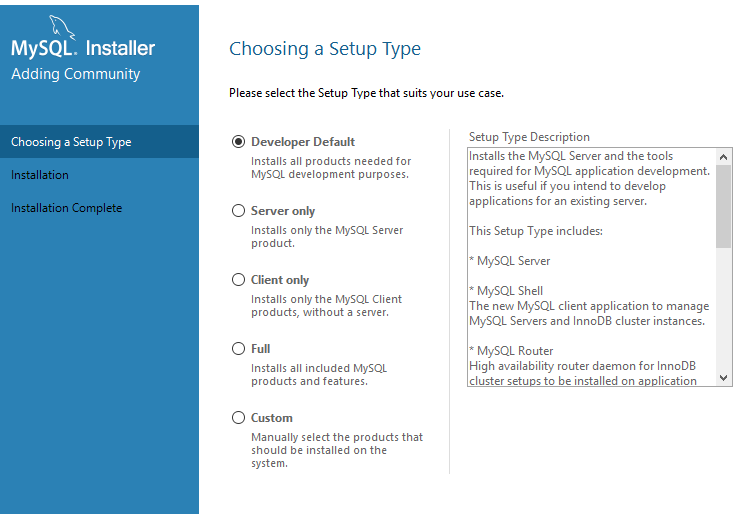 MySQL. Installer
Adding Community
Choosing a Setup Type
Installation
Installation Complete
Choosing a Setup Type
Please select the Setup Type that suits your use case.
Developer Default
Installs all products needed for
MySQL development purposes.
Server only
Installs only the MySQL Server
product.
Client only
Installs only the MySQL Client
products, without a server.
Full
Installs all included MySQL
products and features.
Custom
Manually select the products that
should be installed on the
system.
Setup Type Description
Installs the MySQL Server and the tools
required for MySQL application development.
This is useful if you intend to develop
applications for an existing server.
This Setup Type includes:
* MySQL Server
* MySQL Shell
The new MySQL client application to manage
MySQL Servers and InnoDB cluster instances.
* MySQL Router
High availability router daemon for InnoDB
cluster setups to be installed on application